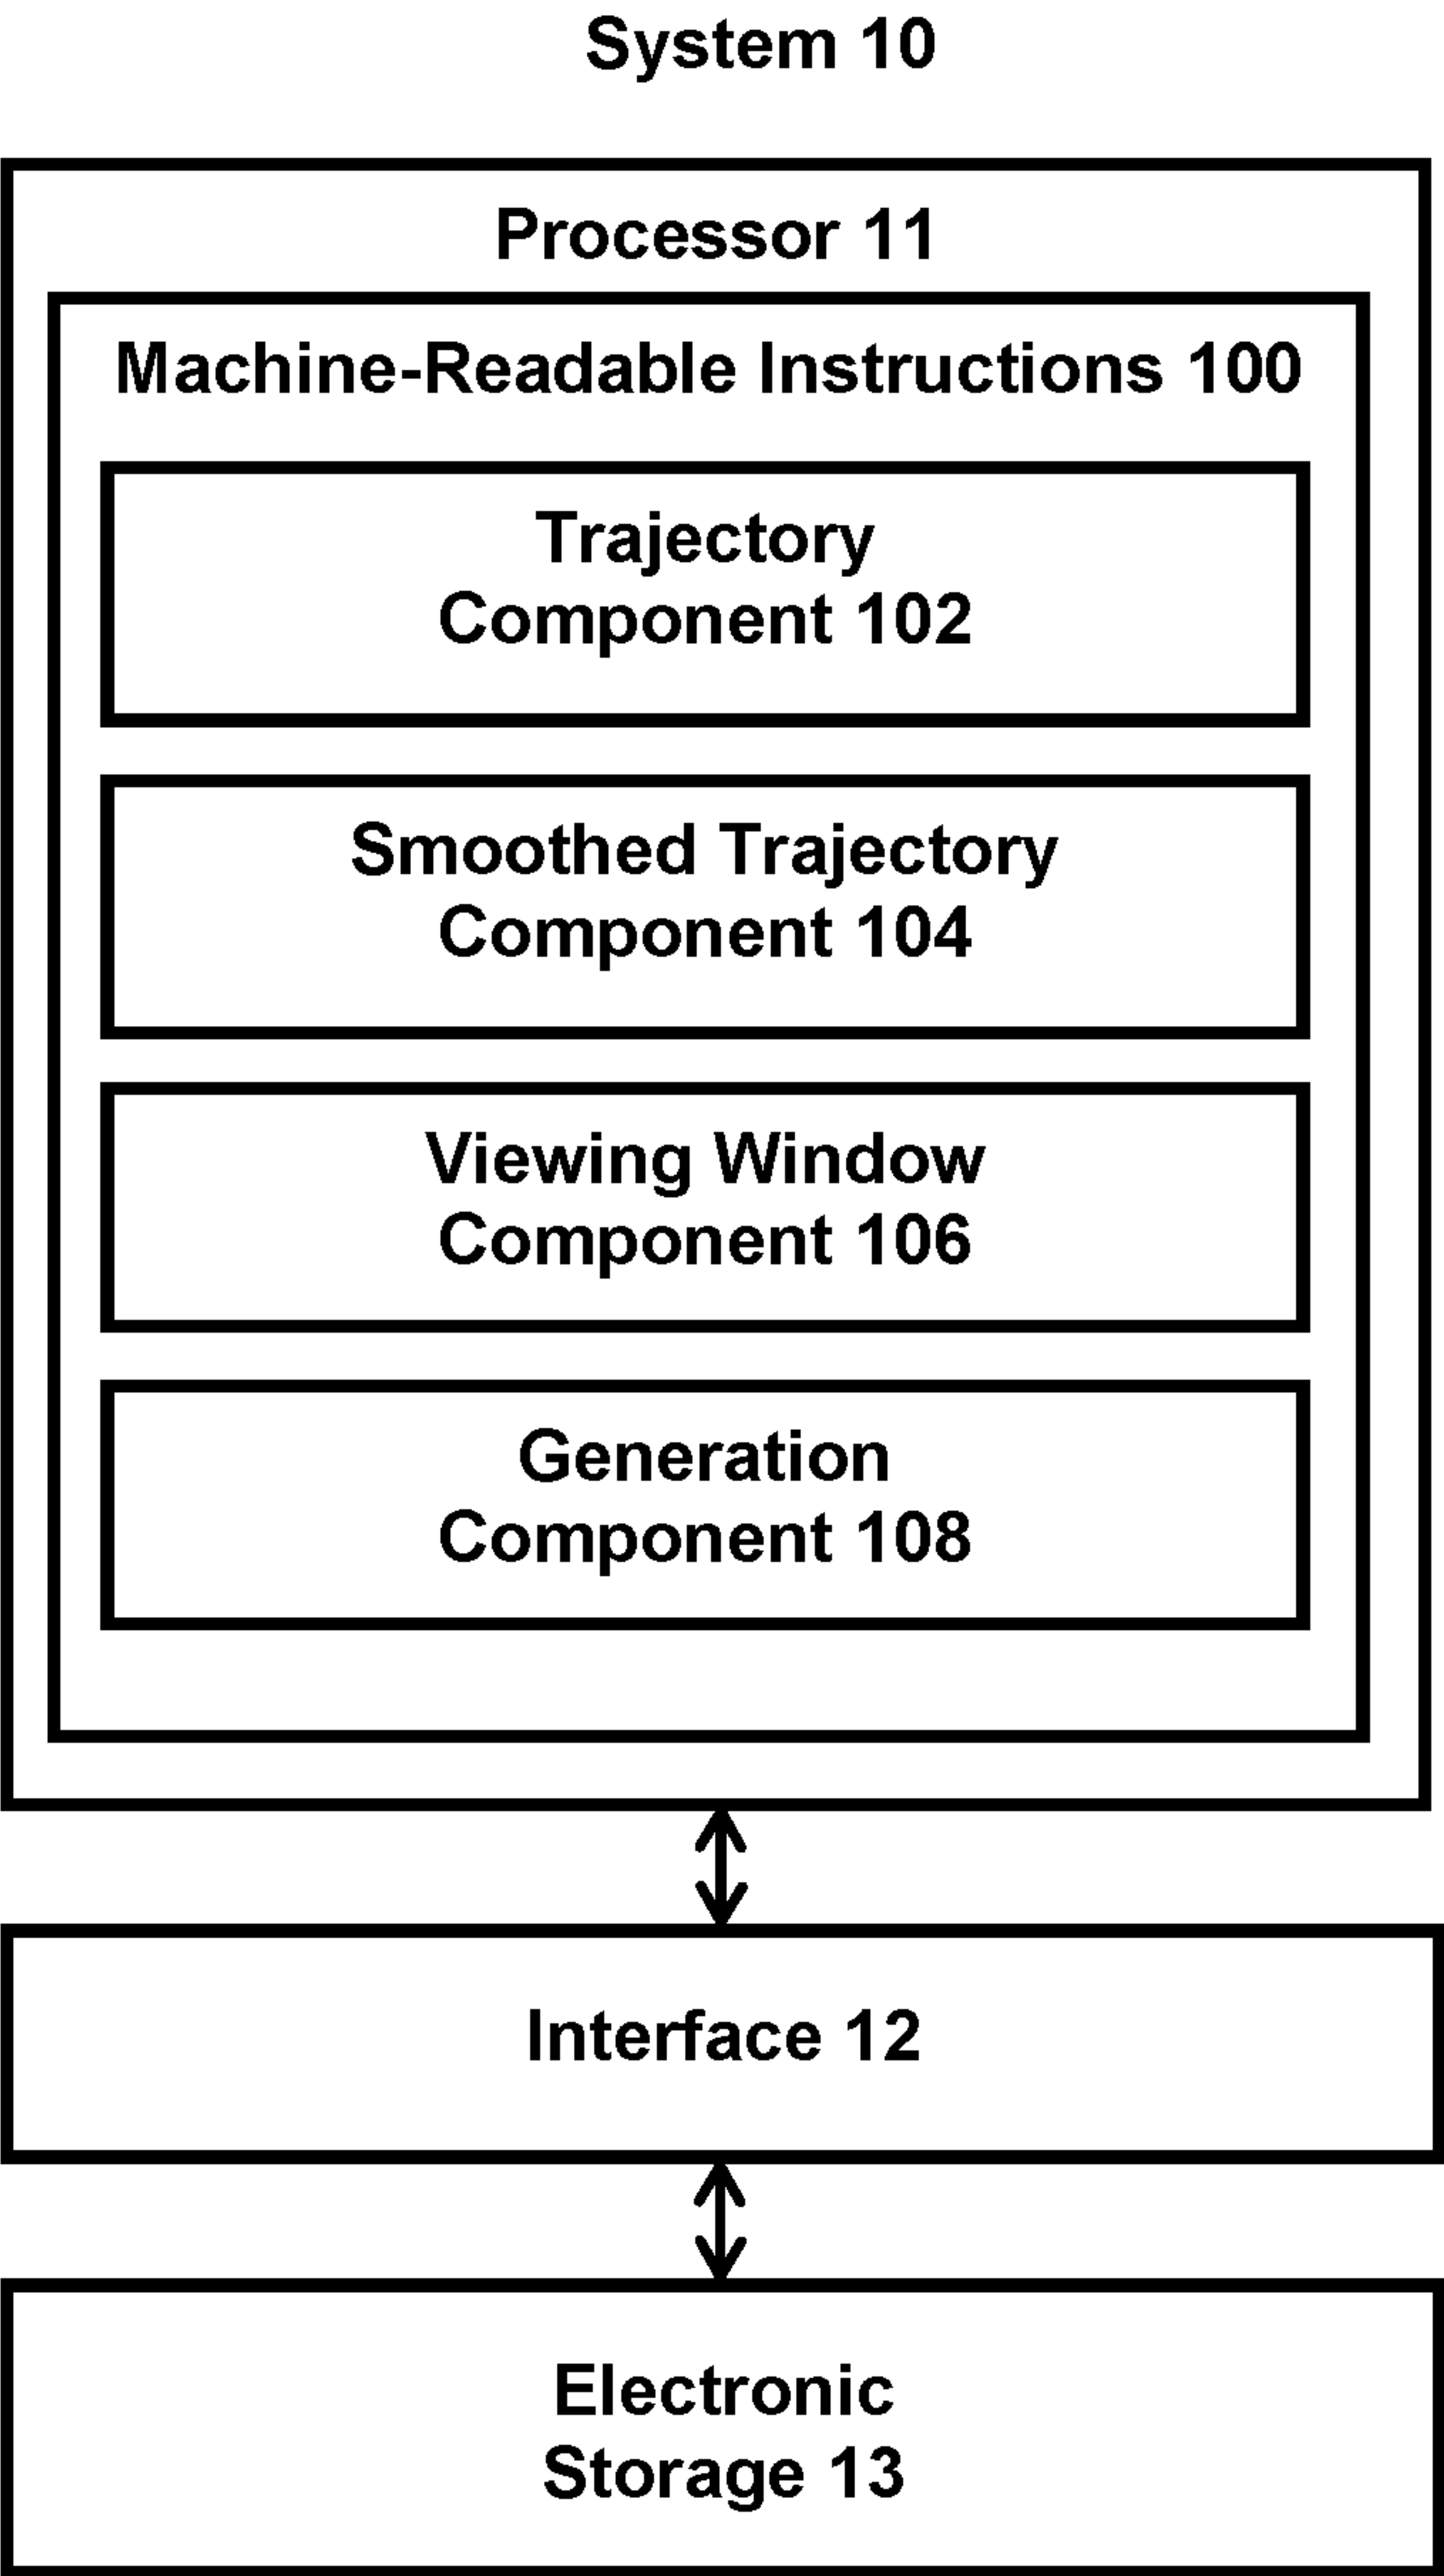 System 10
Processor 11
Machine-Readable Instructions 100
Trajectory
Component 102
Smoothed Trajectory
Component 104
Viewing Window
Component 106
Generation
Component 108
Interface 12
Electronic
Storage 13